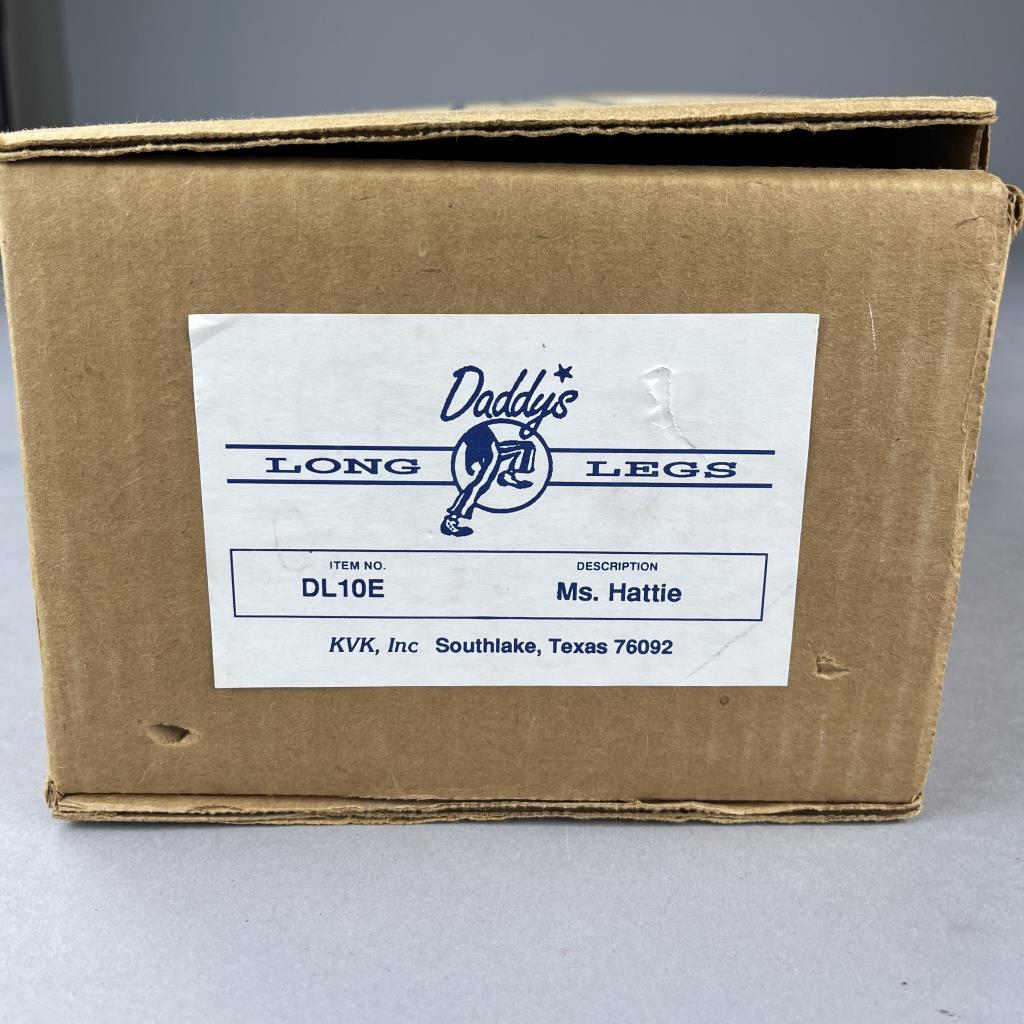 Daddy's
LONG LEGS
ITEM NO. DESCRIPTION
DL10E Ms. Hattie
KVK, Inc Southlake, Texas 76092